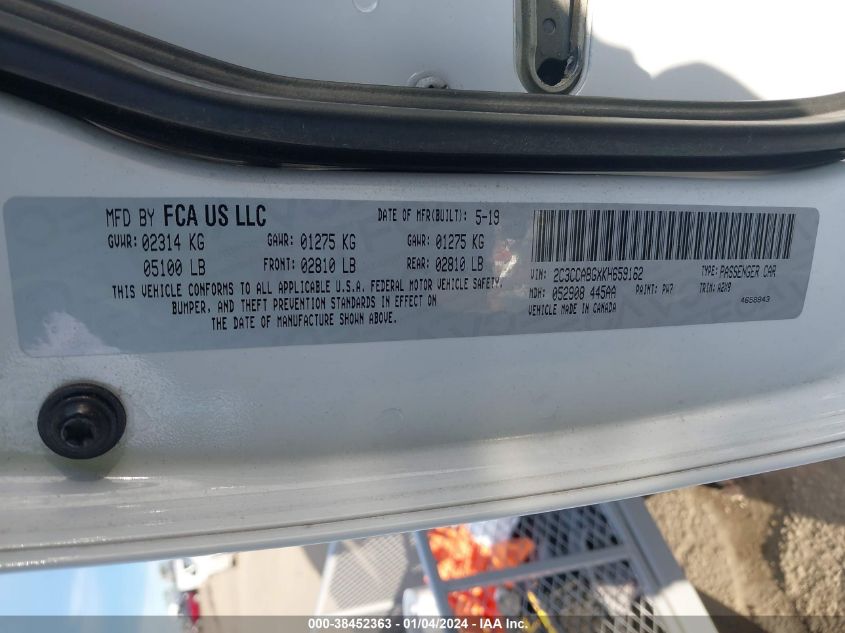 MFD BY FCA US LLC DATE OF MFR(BUILT): 5-19
GVWR: 02314 KG GAWR: 01275 KG GAWR: 01275 KG
05100 LB FRONT: 02810 LB REAR: 02810 LB
THIS VEHICLE CONFORMS TO ALL APPLICABLE U.S.A. FEDERAL MOTOR VEHICLE SAFETY,
BUMPER, AND THEFT PREVENTION STANDARDS IN EFFECT ON
THE DATE OF MANUFACTURE SHOWN ABOVE.
VIN: 2C3CCABGXKH659162 TYPE: PASSENGER CAR
MDH: 052908 445AA PAINT: PW7 TRIM: A2X9
VEHICLE MADE IN CANADA 4658943
000-38452363 - 01/04/2024 - IAA Inc.